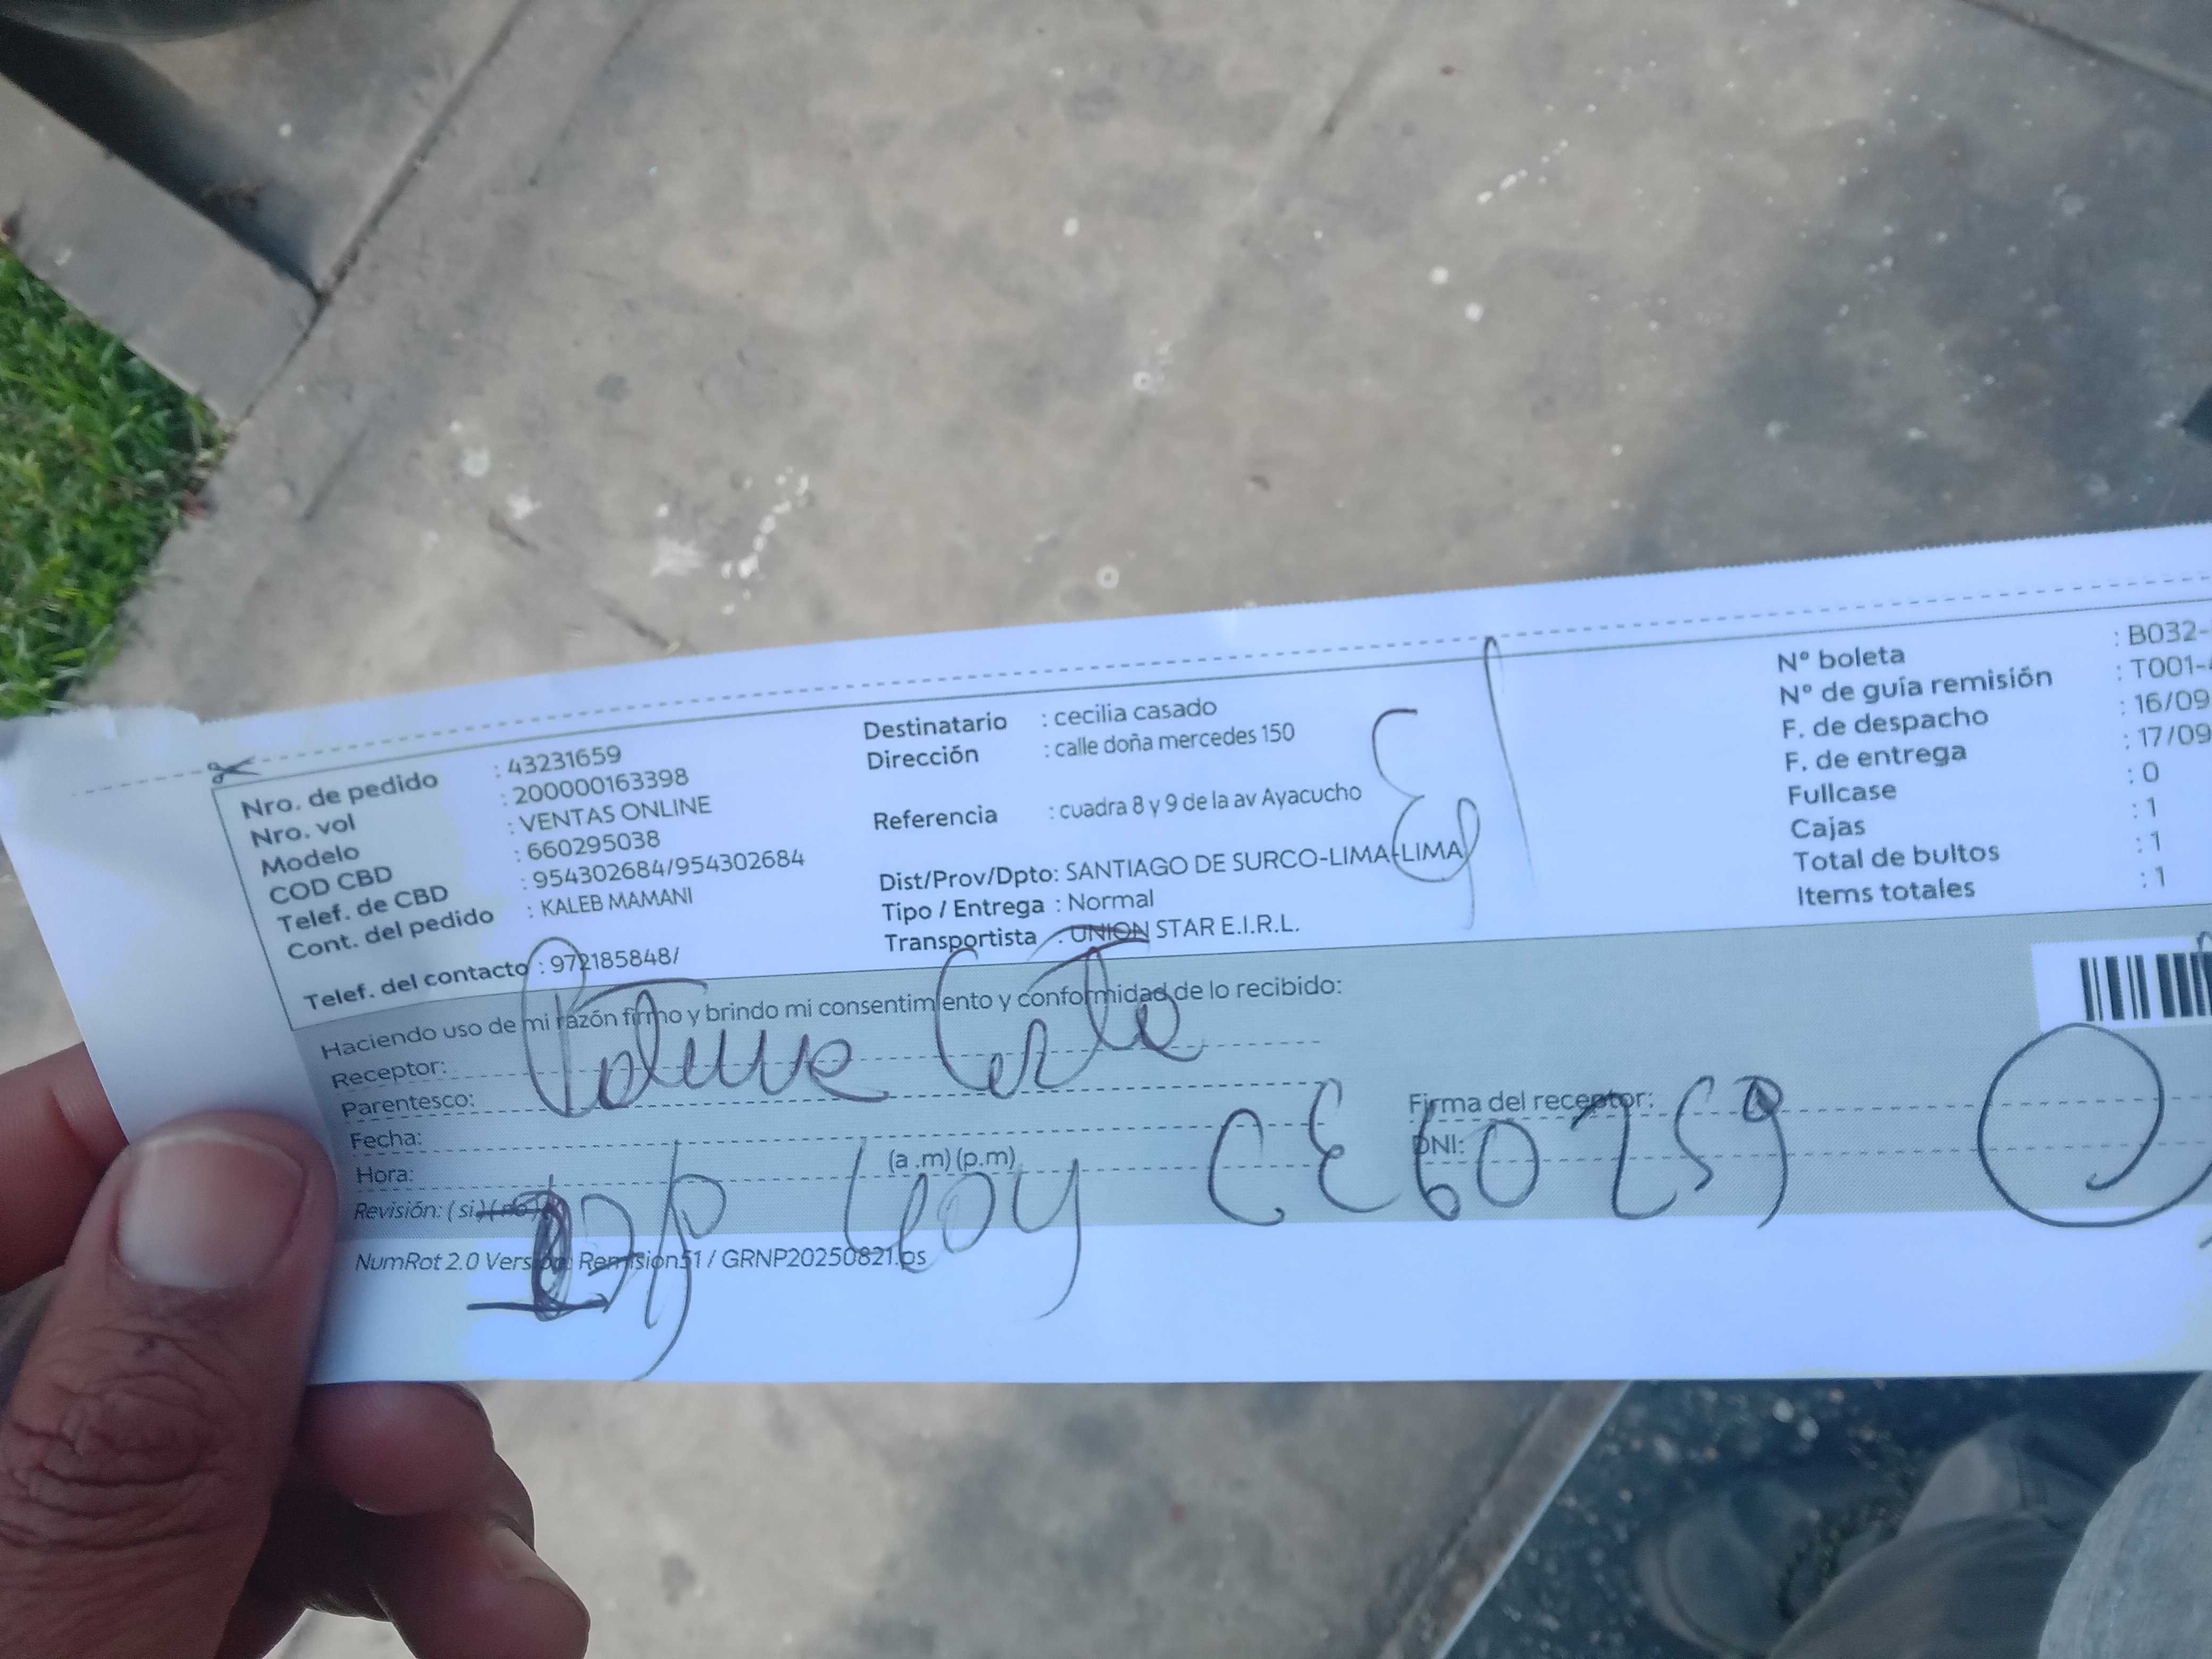 Nro. de pedido : 43231659
Nro. vol : 200000163398
Modelo : VENTAS ONLINE
COD CBD : 660295038
Telef. de CBD : 954302684/954302684
Cont. del pedido : KALEB MAMANI
Telef. del contacto : 972185848/
Destinatario : cecilia casado
Dirección : calle doña mercedes 150
Referencia : cuadra 8 y 9 de la av Ayacucho
Dist/Prov/Dpto: SANTIAGO DE SURCO-LIMA-LIMA
Tipo / Entrega : Normal
Transportista : UNION STAR E.I.R.L.
Nº boleta : B032-
Nº de guía remisión : T001-
F. de despacho : 16/09
F. de entrega : 17/09
Fullcase : 0
Cajas : 1
Total de bultos : 1
Items totales : 1
Haciendo uso de mi razón firmo y brindo mi consentimiento y conformidad de lo recibido:
Receptor:
Parentesco:
Fecha:
Hora: (a .m) (p.m)
Revisión: ( si ) ( no )
Firma del receptor:
DNI:
CE 60259
NumRot 2.0 Version: Remision51 / GRNP20250821.ps